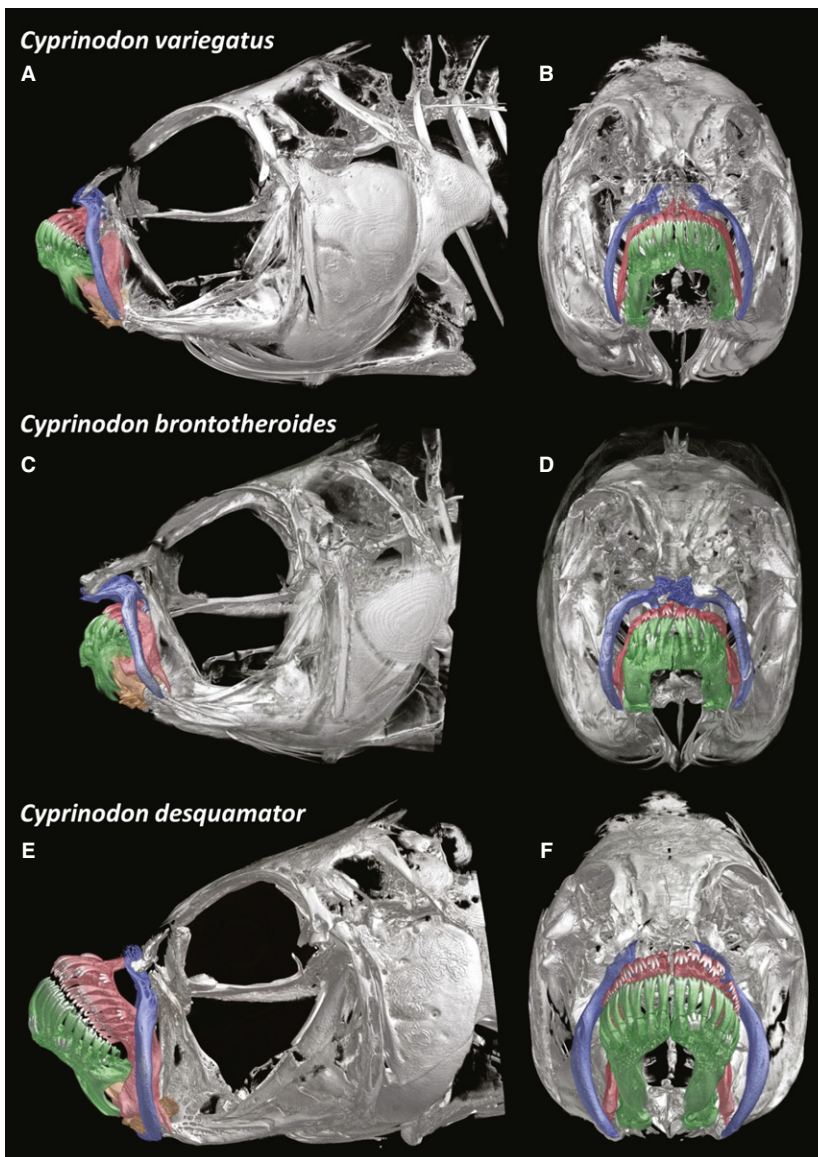 Cyprinodon variegatus
A
B
Cyprinodon brontotheroides
C
D
Cyprinodon desquamator
E
F